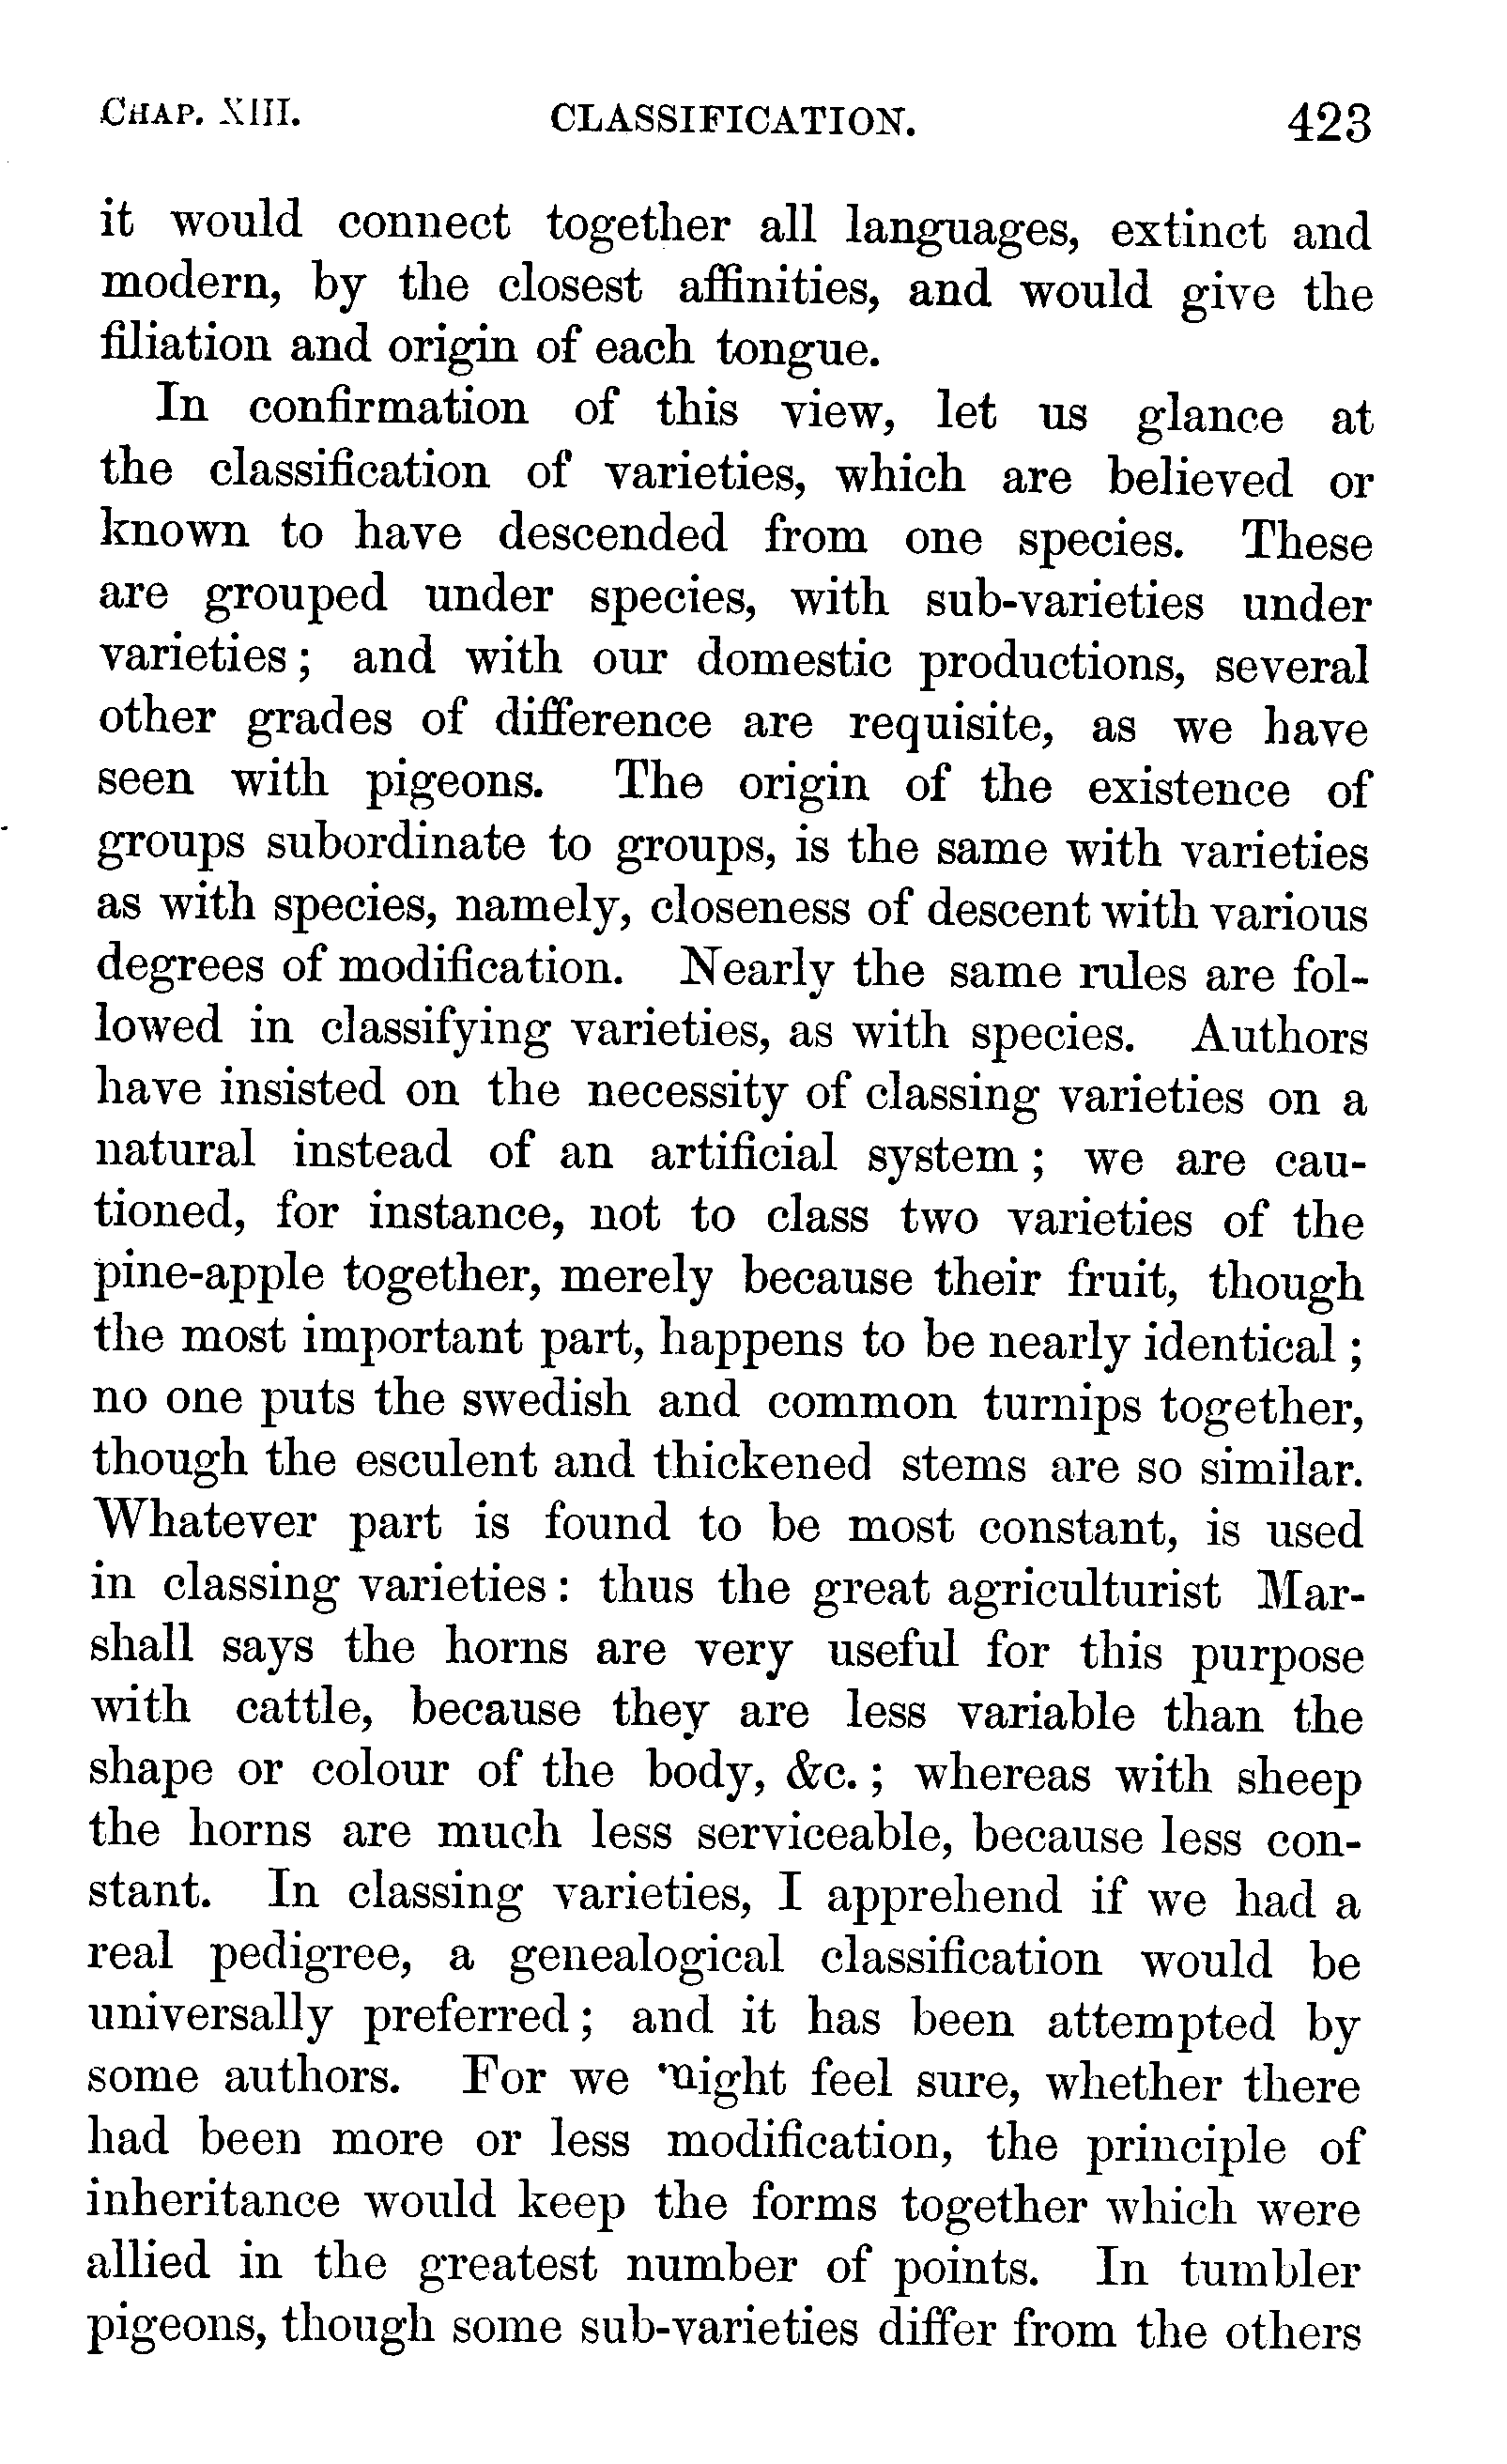 CHAP. XIII. CLASSIFICATION. 423
it would connect together all languages, extinct and
modern, by the closest affinities, and would give the
filiation and origin of each tongue.
In confirmation of this view, let us glance at
the classification of varieties, which are believed or
known to have descended from one species. These
are grouped under species, with sub-varieties under
varieties; and with our domestic productions, several
other grades of difference are requisite, as we have
seen with pigeons. The origin of the existence of
groups subordinate to groups, is the same with varieties
as with species, namely, closeness of descent with various
degrees of modification. Nearly the same rules are fol-
lowed in classifying varieties, as with species. Authors
have insisted on the necessity of classing varieties on a
natural instead of an artificial system; we are cau-
tioned, for instance, not to class two varieties of the
pine-apple together, merely because their fruit, though
the most important part, happens to be nearly identical;
no one puts the swedish and common turnips together,
though the esculent and thickened stems are so similar.
Whatever part is found to be most constant, is used
in classing varieties: thus the great agriculturist Mar-
shall says the horns are very useful for this purpose
with cattle, because they are less variable than the
shape or colour of the body, &c.; whereas with sheep
the horns are much less serviceable, because less con-
stant. In classing varieties, I apprehend if we had a
real pedigree, a genealogical classification would be
universally preferred; and it has been attempted by
some authors. For we might feel sure, whether there
had been more or less modification, the principle of
inheritance would keep the forms together which were
allied in the greatest number of points. In tumbler
pigeons, though some sub-varieties differ from the others